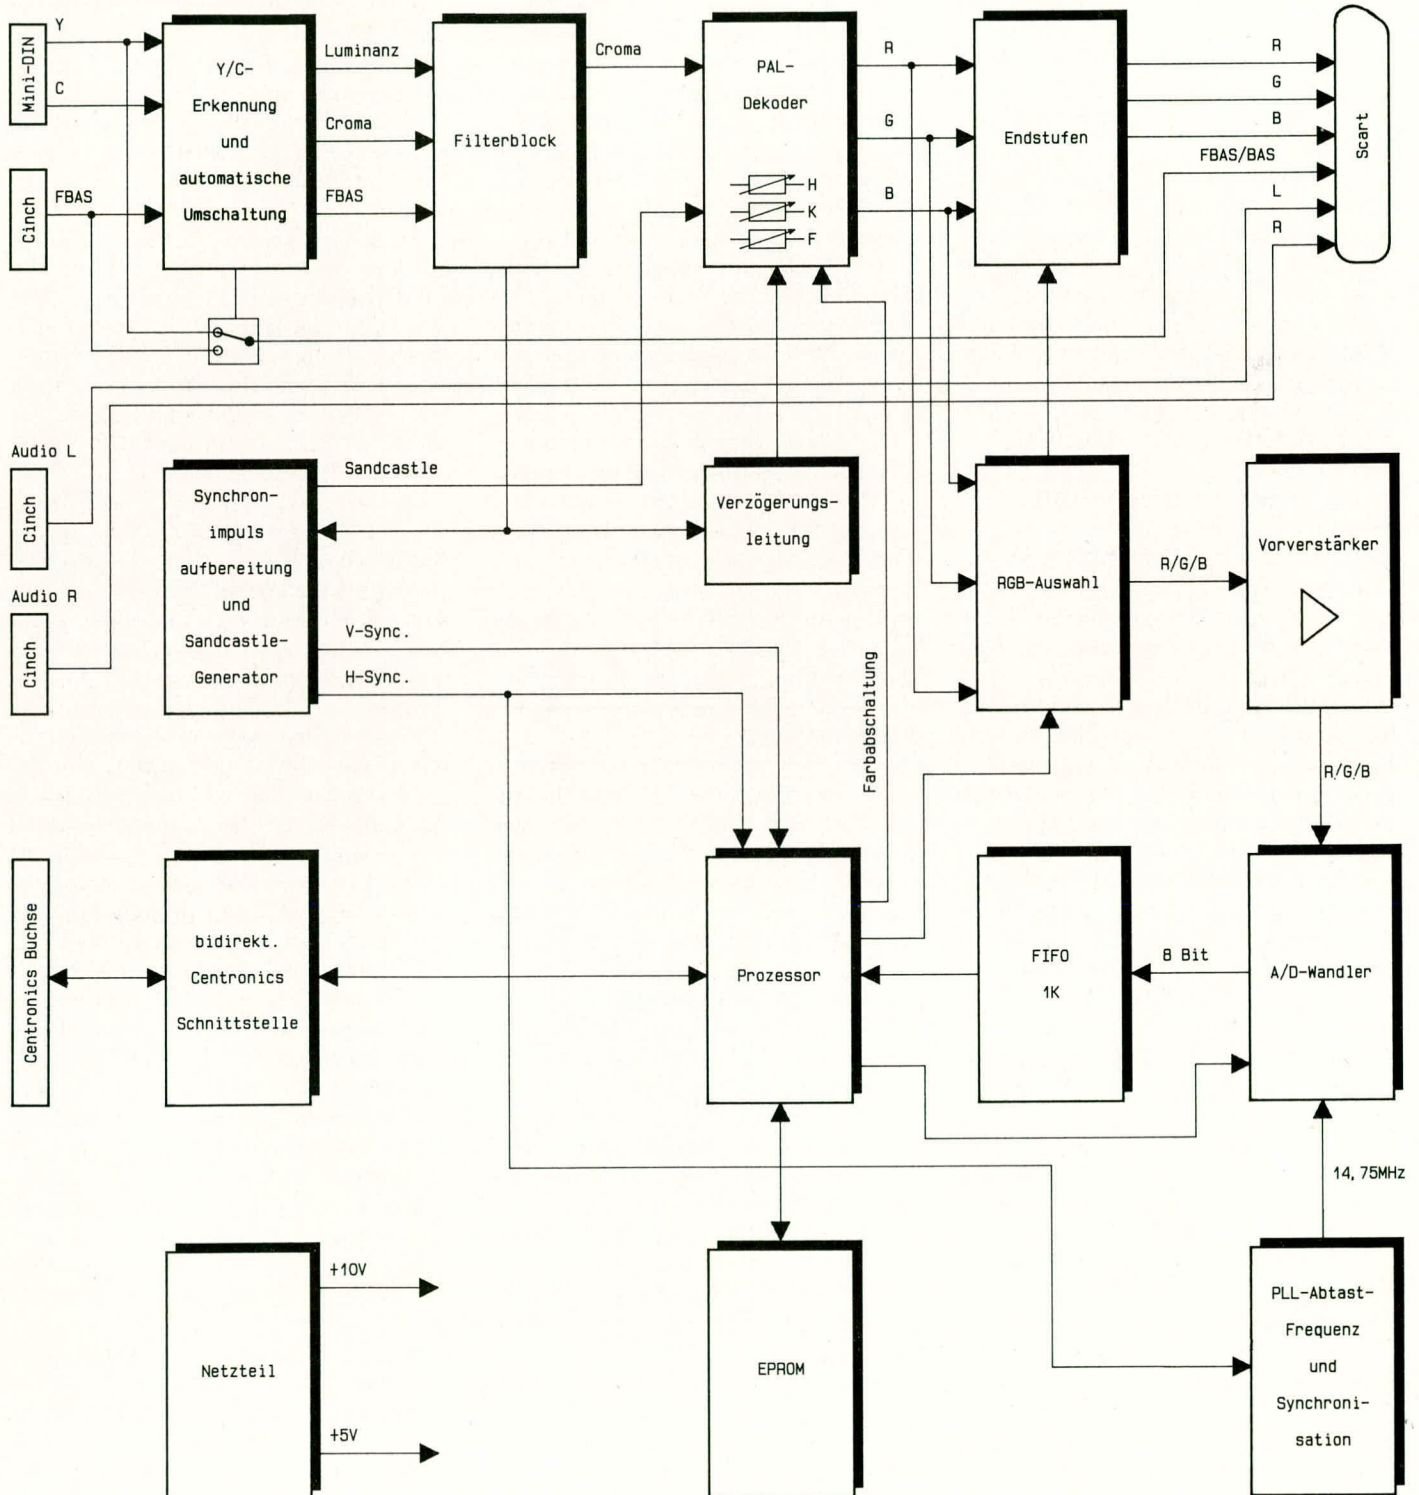 Mini-DIN
Y
C
Cinch
FBAS
Y/C-
Erkennung
und
automatische
Umschaltung
Luminanz
Croma
FBAS
Filterblock
Croma
PAL-
Dekoder
H
K
F
R
G
B
Endstufen
R
G
B
FBAS/BAS
L
R
Scart
Audio L
Cinch
Audio R
Cinch
Synchron-
impuls
aufbereitung
und
Sandcastle-
Generator
Sandcastle
V-Sync.
H-Sync.
Verzögerungs-
leitung
Farbabschaltung
RGB-Auswahl
R/G/B
Vorverstärker
R/G/B
Centronics Buchse
bidirekt.
Centronics
Schnittstelle
Prozessor
FIFO
1K
8 Bit
A/D-Wandler
14,75MHz
Netzteil
+10V
+5V
EPROM
PLL-Abtast-
Frequenz
und
Synchroni-
sation